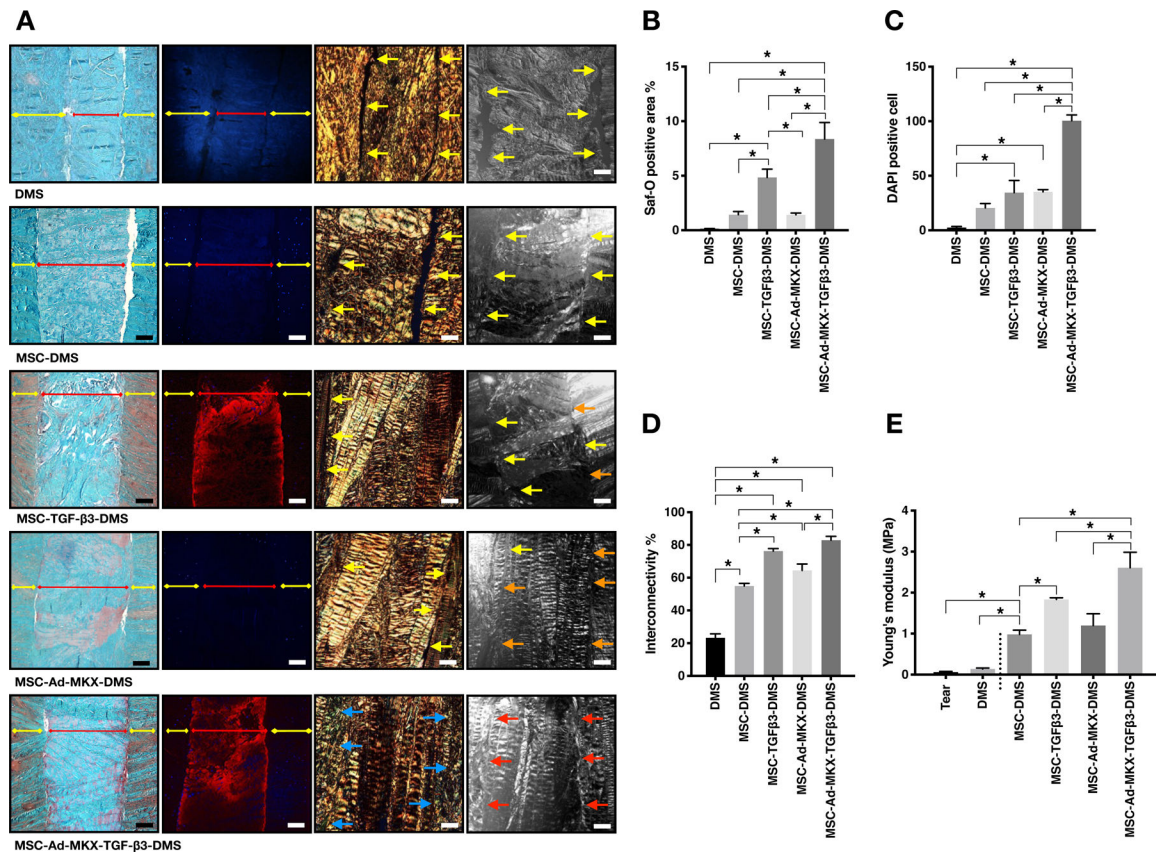 A
DMS
MSC-DMS
MSC-TGF-β3-DMS
MSC-Ad-MKX-DMS
MSC-Ad-MKX-TGF-β3-DMS
B
Saf-O positive area %
15
10
5
0
*
*
*
*
*
*
*
DMS
MSC-DMS
MSC-TGFβ3-DMS
MSC-Ad-MKX-DMS
MSC-Ad-MKX-TGFβ3-DMS
C
DAPI positive cell
150
100
50
0
*
*
*
*
*
*
DMS
MSC-DMS
MSC-TGFβ3-DMS
MSC-Ad-MKX-DMS
MSC-Ad-MKX-TGFβ3-DMS
D
Interconnectivity %
100
80
60
40
20
0
*
*
*
*
*
*
*
*
DMS
MSC-DMS
MSC-TGFβ3-DMS
MSC-Ad-MKX-DMS
MSC-Ad-MKX-TGFβ3-DMS
E
Young's modulus (MPa)
4
3
2
1
0
*
*
*
*
*
*
Tear
DMS
MSC-DMS
MSC-TGFβ3-DMS
MSC-Ad-MKX-DMS
MSC-Ad-MKX-TGFβ3-DMS